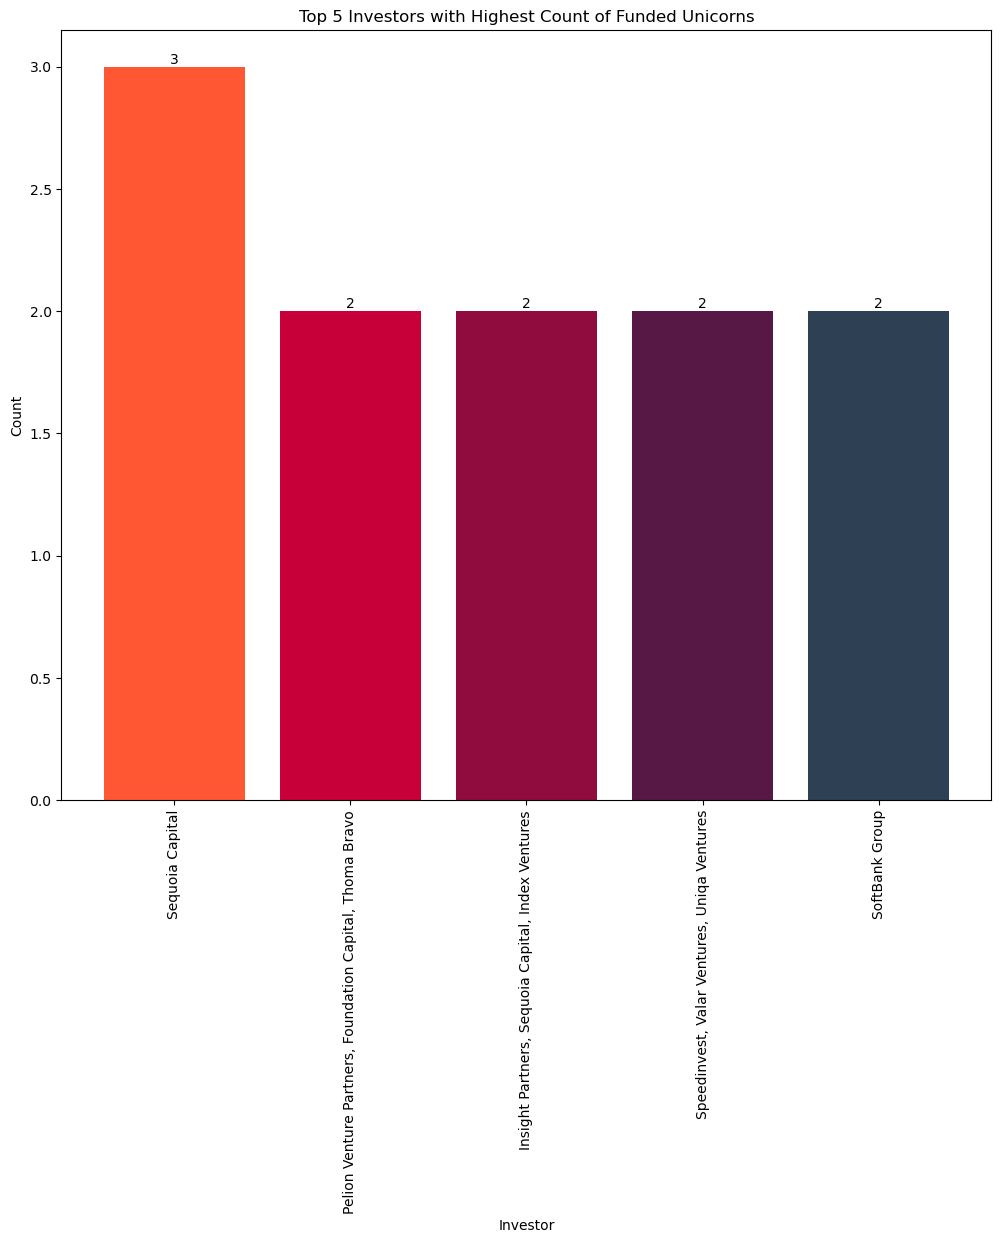 Top 5 Investors with Highest Count of Funded Unicorns
3.0
2.5
2.0
1.5
1.0
0.5
0.0
Count
3
2
2
2
2
Sequoia Capital
Pelion Venture Partners, Foundation Capital, Thoma Bravo
Insight Partners, Sequoia Capital, Index Ventures
Speedinvest, Valar Ventures, Uniqa Ventures
SoftBank Group
Investor